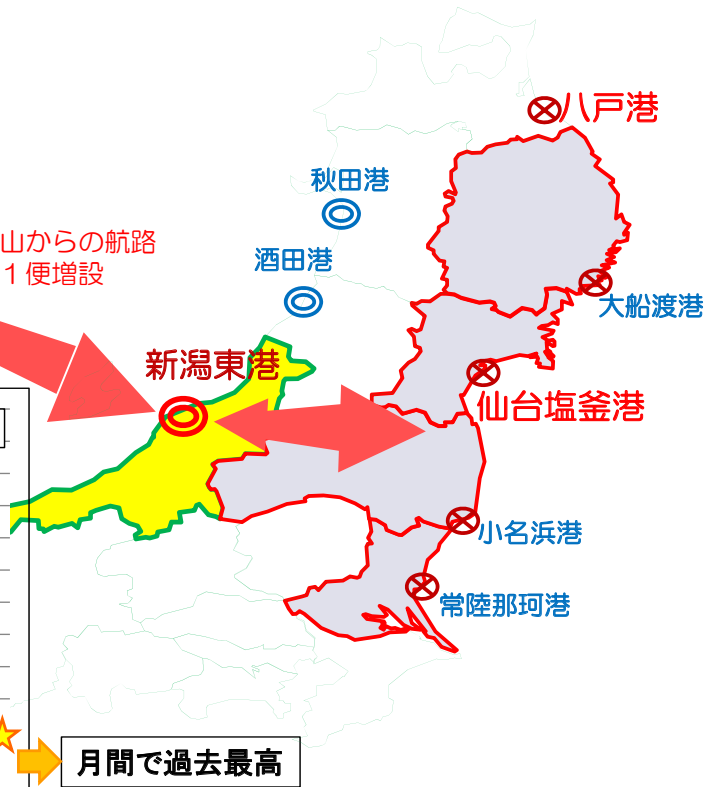 八戸港
秋田港
山からの航路
１便増設
酒田港
大船渡港
新潟東港
仙台塩釜港
小名浜港
常陸那珂港
月間で過去最高